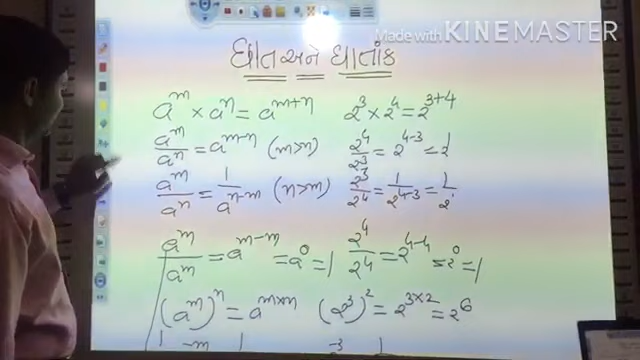 Made with KINEMASTER
ઘાત અને ઘાતાંક
a^m × a^n = a^{m+n} 2^3 × 2^4 = 2^{3+4}
a^m/a^n = a^{m-n} (m>n) 2^4/2^3 = 2^{4-3} = 2^1
a^m/a^n = 1/a^{n-m} (n>m) 2^3/2^4 = 1/2^{4-3} = 1/2^1
a^m/a^m = a^{m-m} = a^0 = 1 2^4/2^4 = 2^{4-4} = 2^0 = 1
(a^m)^n = a^{m×n} (2^3)^2 = 2^{3×2} = 2^6